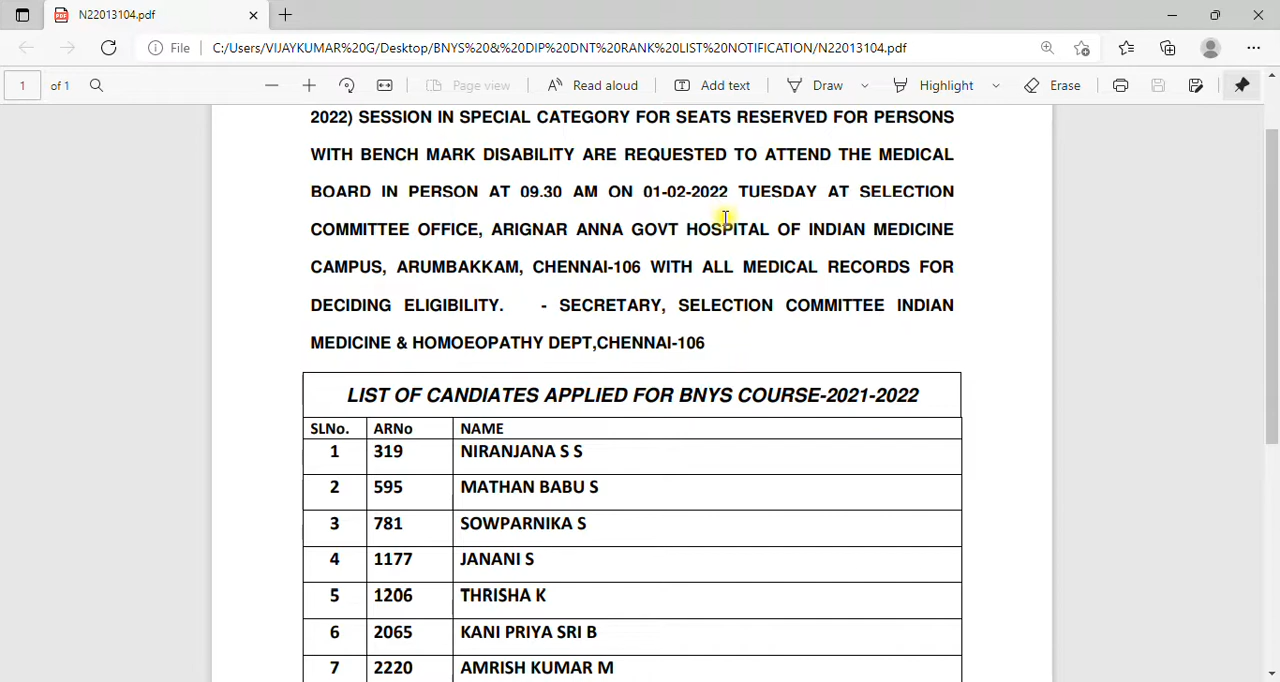 N22013104.pdf
File
C:/Users/VIJAYKUMAR%20G/Desktop/BNYS%20&%20DIP%20DNT%20RANK%20LIST%20NOTIFICATION/N22013104.pdf
1 of 1 Page view Read aloud Add text Draw Highlight Erase
2022) SESSION IN SPECIAL CATEGORY FOR SEATS RESERVED FOR PERSONS
WITH BENCH MARK DISABILITY ARE REQUESTED TO ATTEND THE MEDICAL
BOARD IN PERSON AT 09.30 AM ON 01-02-2022 TUESDAY AT SELECTION
COMMITTEE OFFICE, ARIGNAR ANNA GOVT HOSPITAL OF INDIAN MEDICINE
CAMPUS, ARUMBAKKAM, CHENNAI-106 WITH ALL MEDICAL RECORDS FOR
DECIDING ELIGIBILITY. - SECRETARY, SELECTION COMMITTEE INDIAN
MEDICINE & HOMOEOPATHY DEPT,CHENNAI-106
LIST OF CANDIATES APPLIED FOR BNYS COURSE-2021-2022
SLNo. ARNo NAME
1 319 NIRANJANA S S
2 595 MATHAN BABU S
3 781 SOWPARNIKA S
4 1177 JANANI S
5 1206 THRISHA K
6 2065 KANI PRIYA SRI B
7 2220 AMRISH KUMAR M